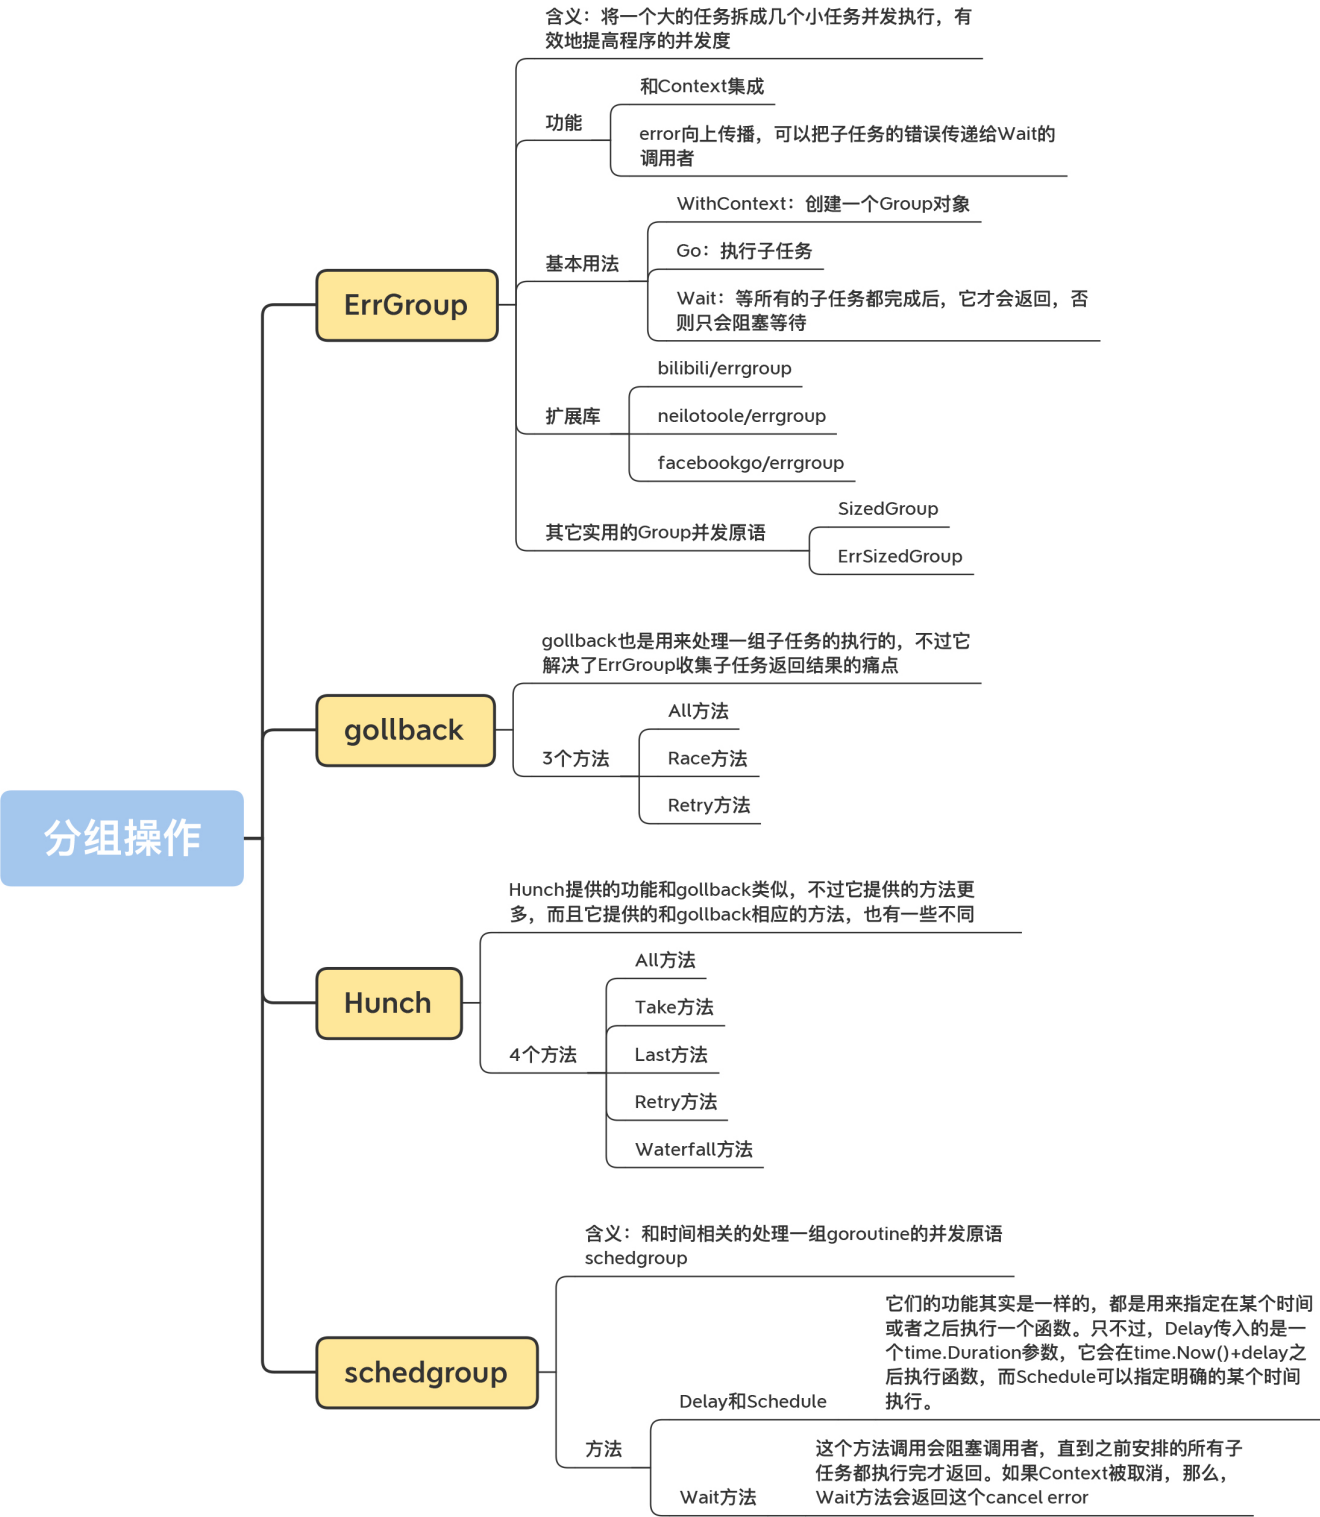 分组操作
ErrGroup
含义：将一个大的任务拆成几个小任务并发执行，有
效地提高程序的并发度
功能
和Context集成
error向上传播，可以把子任务的错误传递给Wait的
调用者
基本用法
WithContext：创建一个Group对象
Go：执行子任务
Wait：等所有的子任务都完成后，它才会返回，否
则只会阻塞等待
扩展库
bilibili/errgroup
neilotoole/errgroup
facebookgo/errgroup
其它实用的Group并发原语
SizedGroup
ErrSizedGroup
gollback
gollback也是用来处理一组子任务的执行的，不过它
解决了ErrGroup收集子任务返回结果的痛点
3个方法
All方法
Race方法
Retry方法
Hunch
Hunch提供的功能和gollback类似，不过它提供的方法更
多，而且它提供的和gollback相应的方法，也有一些不同
4个方法
All方法
Take方法
Last方法
Retry方法
Waterfall方法
schedgroup
含义：和时间相关的处理一组goroutine的并发原语
schedgroup
方法
Delay和Schedule
它们的功能其实是一样的，都是用来指定在某个时间
或者之后执行一个函数。只不过，Delay传入的是一
个time.Duration参数，它会在time.Now()+delay之
后执行函数，而Schedule可以指定明确的某个时间
执行。
Wait方法
这个方法调用会阻塞调用者，直到之前安排的所有子
任务都执行完才返回。如果Context被取消，那么，
Wait方法会返回这个cancel error